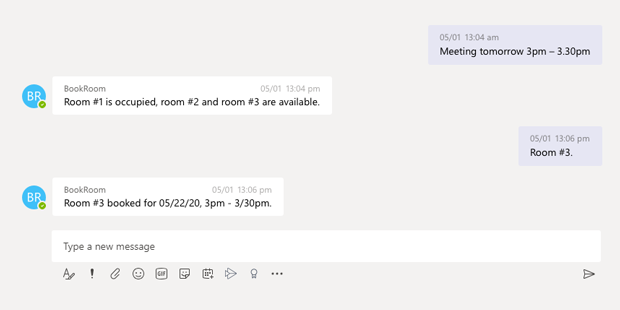 05/01 13:04 am
Meeting tomorrow 3pm – 3.30pm
BR
BookRoom 05/01 13:04 pm
Room #1 is occupied, room #2 and room #3 are available.
05/01 13:06 pm
Room #3.
BR
BookRoom 05/01 13:06 pm
Room #3 booked for 05/22/20, 3pm - 3/30pm.
Type a new message
GIF